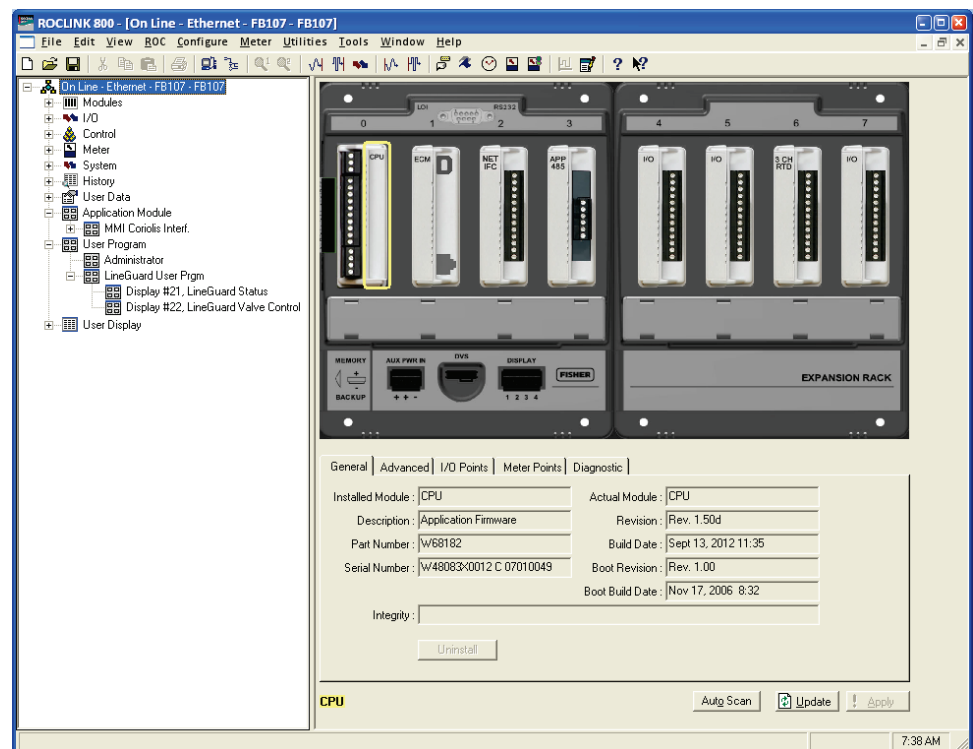 ROCLINK 800 - [On Line - Ethernet - FB107 - FB107]
File Edit View ROC Configure Meter Utilities Tools Window Help
On Line - Ethernet - FB107 - FB107
Modules
I/O
Control
Meter
System
History
User Data
Application Module
MMI Coriolis Interf.
User Program
Administrator
LineGuard User Prgm
Display #21, LineGuard Status
Display #22, LineGuard Valve Control
User Display
LOI RS232
0 1 2 3 4 5 6 7
CPU
ECM
NET
IFC
APP
485
I/O
I/O
3 CH
RTD
I/O
MEMORY
BACKUP
AUX PWR IN
+ + -
DVS
DISPLAY
1 2 3 4
FISHER
EXPANSION RACK
General Advanced I/O Points Meter Points Diagnostic
Installed Module : CPU Actual Module : CPU
Description : Application Firmware Revision : Rev. 1.50d
Part Number : W68182 Build Date : Sept 13, 2012 11:35
Serial Number : W48083X0012 C 07010049 Boot Revision : Rev. 1.00
Boot Build Date : Nov 17, 2006 8:32
Integrity :
Uninstall
CPU Auto Scan Update ! Apply
7:38 AM